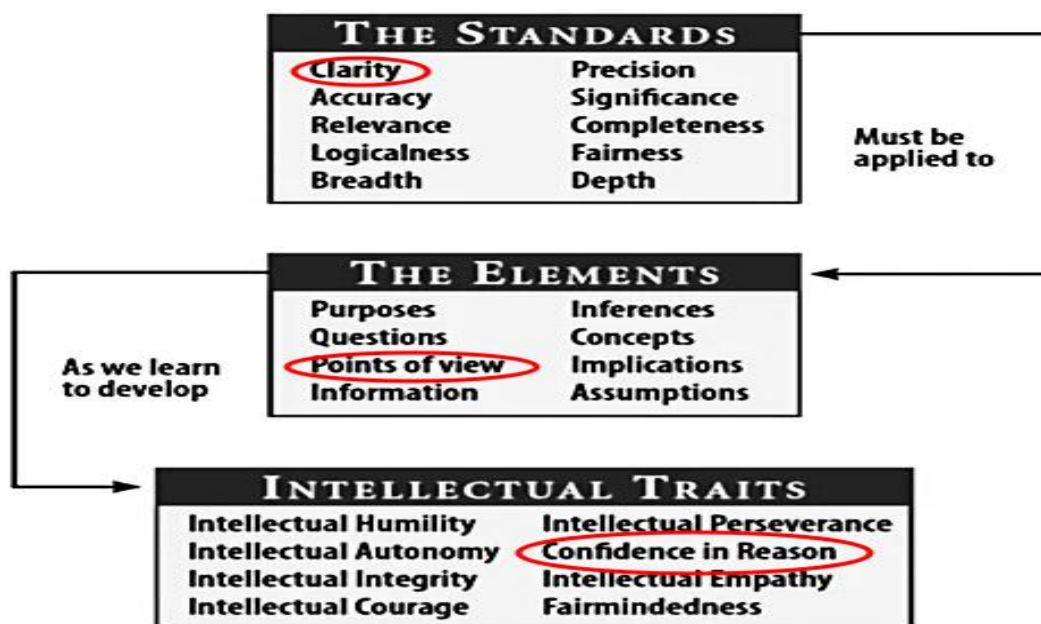 THE STANDARDS
Clarity Precision
Accuracy Significance
Relevance Completeness
Logicalness Fairness
Breadth Depth
Must be
applied to
THE ELEMENTS
Purposes Inferences
Questions Concepts
Points of view Implications
Information Assumptions
As we learn
to develop
INTELLECTUAL TRAITS
Intellectual Humility Intellectual Perseverance
Intellectual Autonomy Confidence in Reason
Intellectual Integrity Intellectual Empathy
Intellectual Courage Fairmindedness